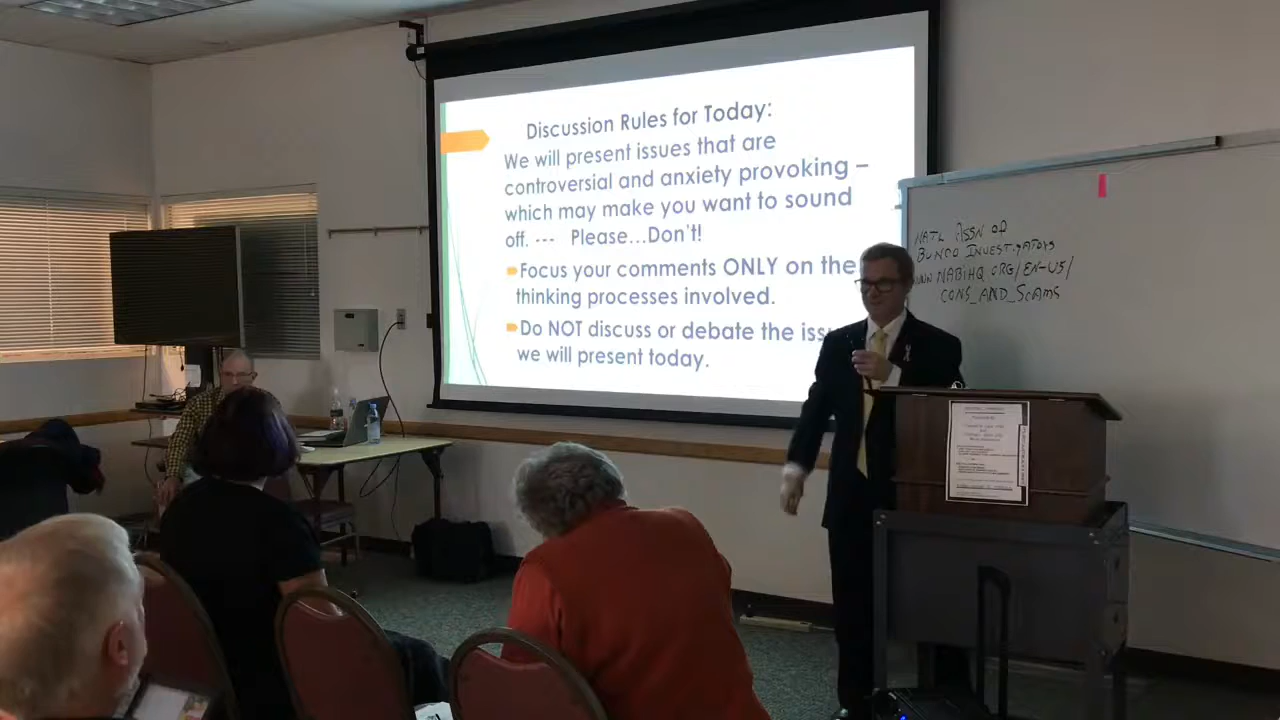 Discussion Rules for Today:
We will present issues that are
controversial and anxiety provoking –
which may make you want to sound
off. --- Please...Don't!
Focus your comments ONLY on the
thinking processes involved.
Do NOT discuss or debate the
we will present today.
NATL ASSN OF
BUNCO INVESTIGATORS
WWW NABIHQ.ORG/EN-US/
CONS_AND_SCAMS